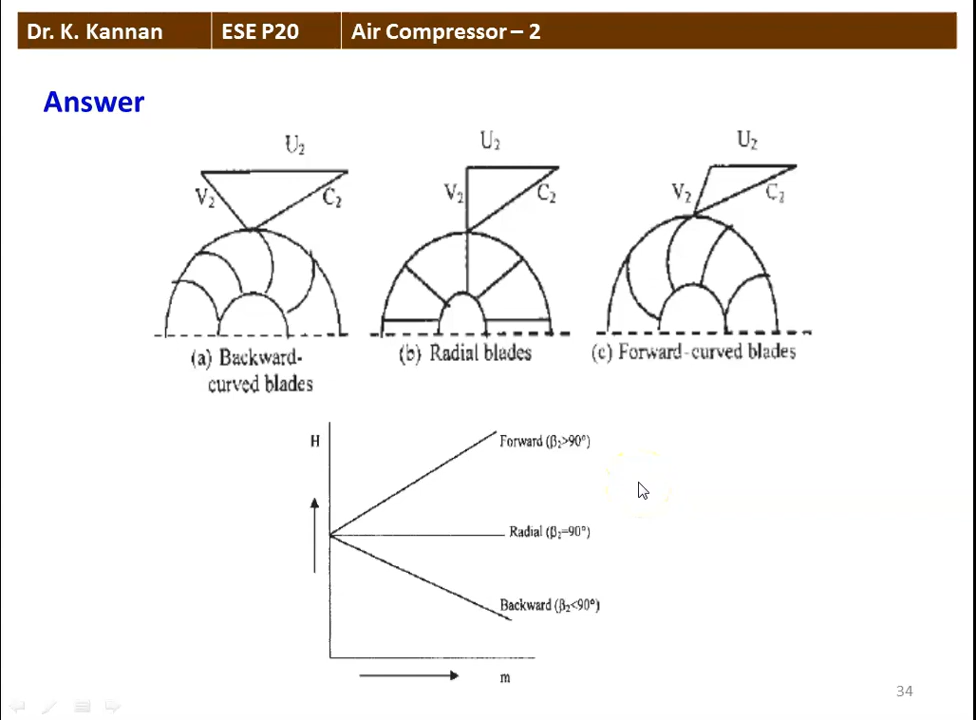 Dr. K. Kannan
ESE P20
Air Compressor – 2
Answer
U₂
V₂
C₂
(a) Backward-
curved blades
U₂
V₂
C₂
(b) Radial blades
U₂
V₂
C₂
(c) Forward-curved blades
H
Forward (β₂>90°)
Radial (β₂=90°)
Backward (β₂<90°)
m
34